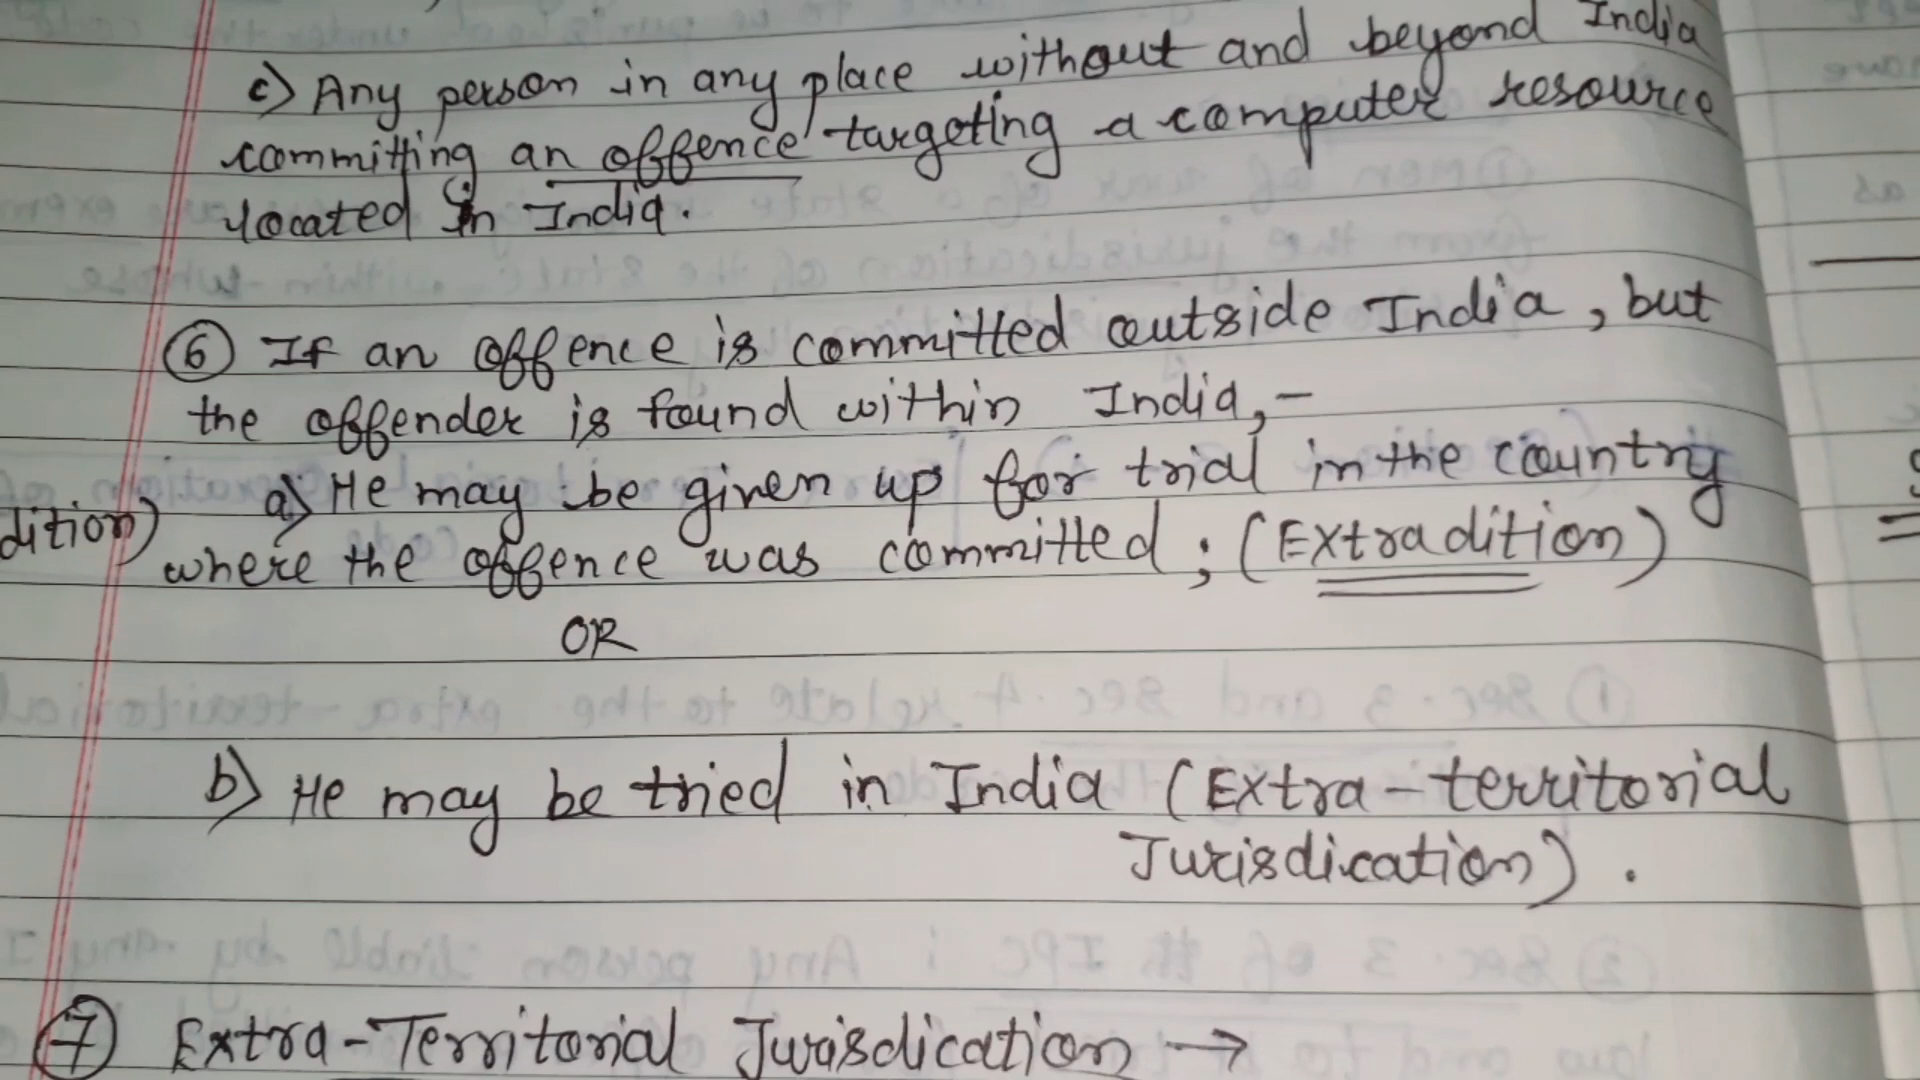 c) Any person in any place without and beyond India
committing an offence targeting a computer resource
located in India.
⑥ If an offence is committed outside India, but
the offender is found within India,-
a) He may be given up for trial in the country
dition)
where the offence was committed; (Extradition)
OR
b) He may be tried in India (Extra-territorial
Jurisdication).
⑦ Extra-Territorial Jurisdication →